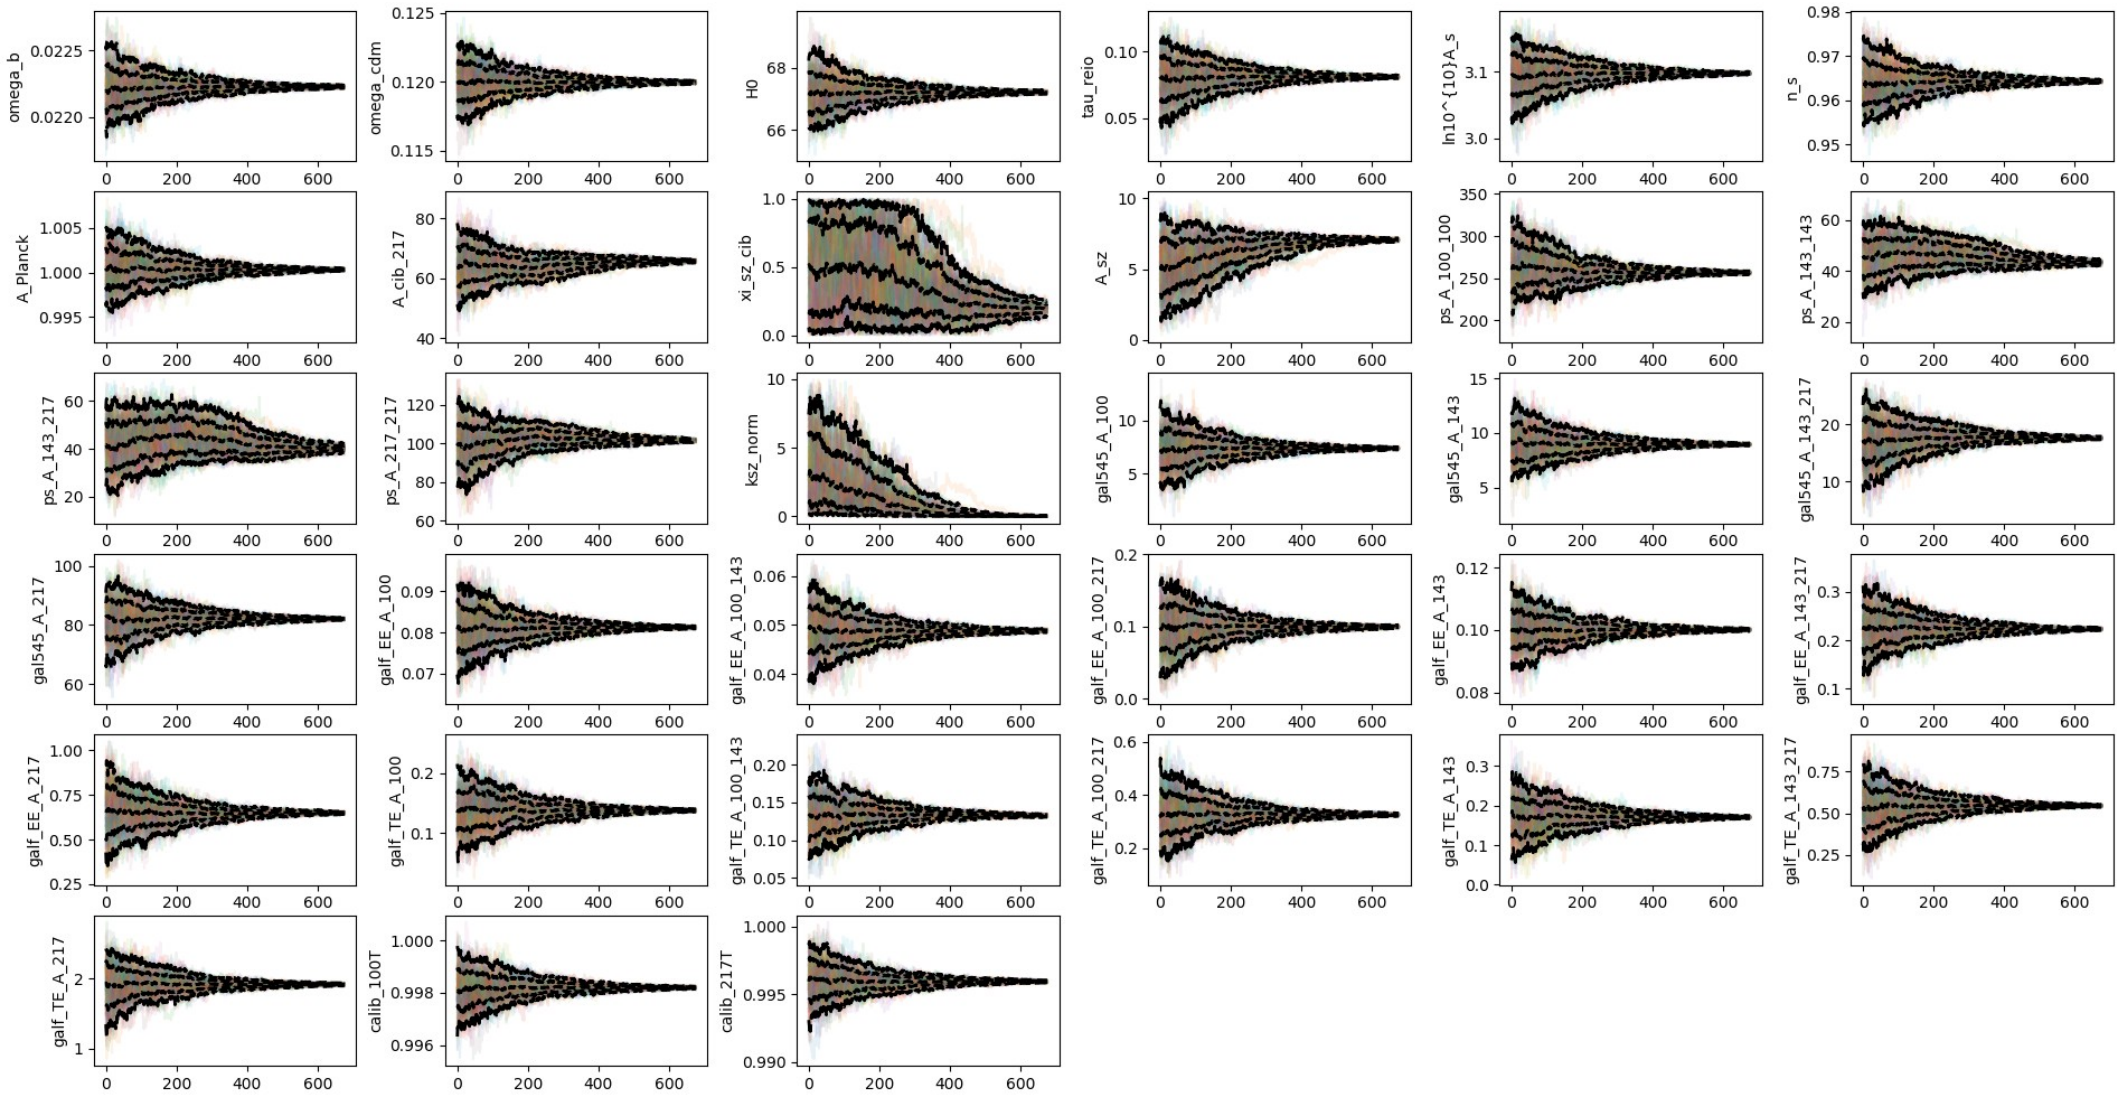 omega_b
0.0225
0.0220
0 200 400 600
omega_cdm
0.125
0.120
0.115
0 200 400 600
H0
68
66
0 200 400 600
tau_reio
0.10
0.05
0 200 400 600
ln10^{10}A_s
3.1
3.0
0 200 400 600
n_s
0.98
0.97
0.96
0.95
0 200 400 600
A_Planck
1.005
1.000
0.995
0 200 400 600
A_cib_217
80
60
40
0 200 400 600
xi_sz_cib
1.0
0.5
0.0
0 200 400 600
A_sz
10
5
0
0 200 400 600
ps_A_100_100
350
300
250
200
0 200 400 600
ps_A_143_143
60
40
20
0 200 400 600
ps_A_143_217
60
40
20
0 200 400 600
ps_A_217_217
120
100
80
60
0 200 400 600
ksz_norm
10
5
0
0 200 400 600
gal545_A_100
10
5
0 200 400 600
gal545_A_143
15
10
5
0 200 400 600
gal545_A_143_217
20
10
0 200 400 600
gal545_A_217
100
80
60
0 200 400 600
galf_EE_A_100
0.09
0.08
0.07
0 200 400 600
galf_EE_A_100_143
0.06
0.05
0.04
0 200 400 600
galf_EE_A_100_217
0.2
0.1
0.0
0 200 400 600
galf_EE_A_143
0.12
0.10
0.08
0 200 400 600
galf_EE_A_143_217
0.3
0.2
0.1
0 200 400 600
galf_EE_A_217
1.00
0.75
0.50
0.25
0 200 400 600
galf_TE_A_100
0.2
0.1
0 200 400 600
galf_TE_A_100_143
0.20
0.15
0.10
0.05
0 200 400 600
galf_TE_A_100_217
0.6
0.4
0.2
0 200 400 600
galf_TE_A_143
0.3
0.2
0.1
0.0
0 200 400 600
galf_TE_A_143_217
0.75
0.50
0.25
0 200 400 600
galf_TE_A_217
2
1
0 200 400 600
calib_100T
1.000
0.998
0.996
0 200 400 600
calib_217T
1.000
0.995
0.990
0 200 400 600